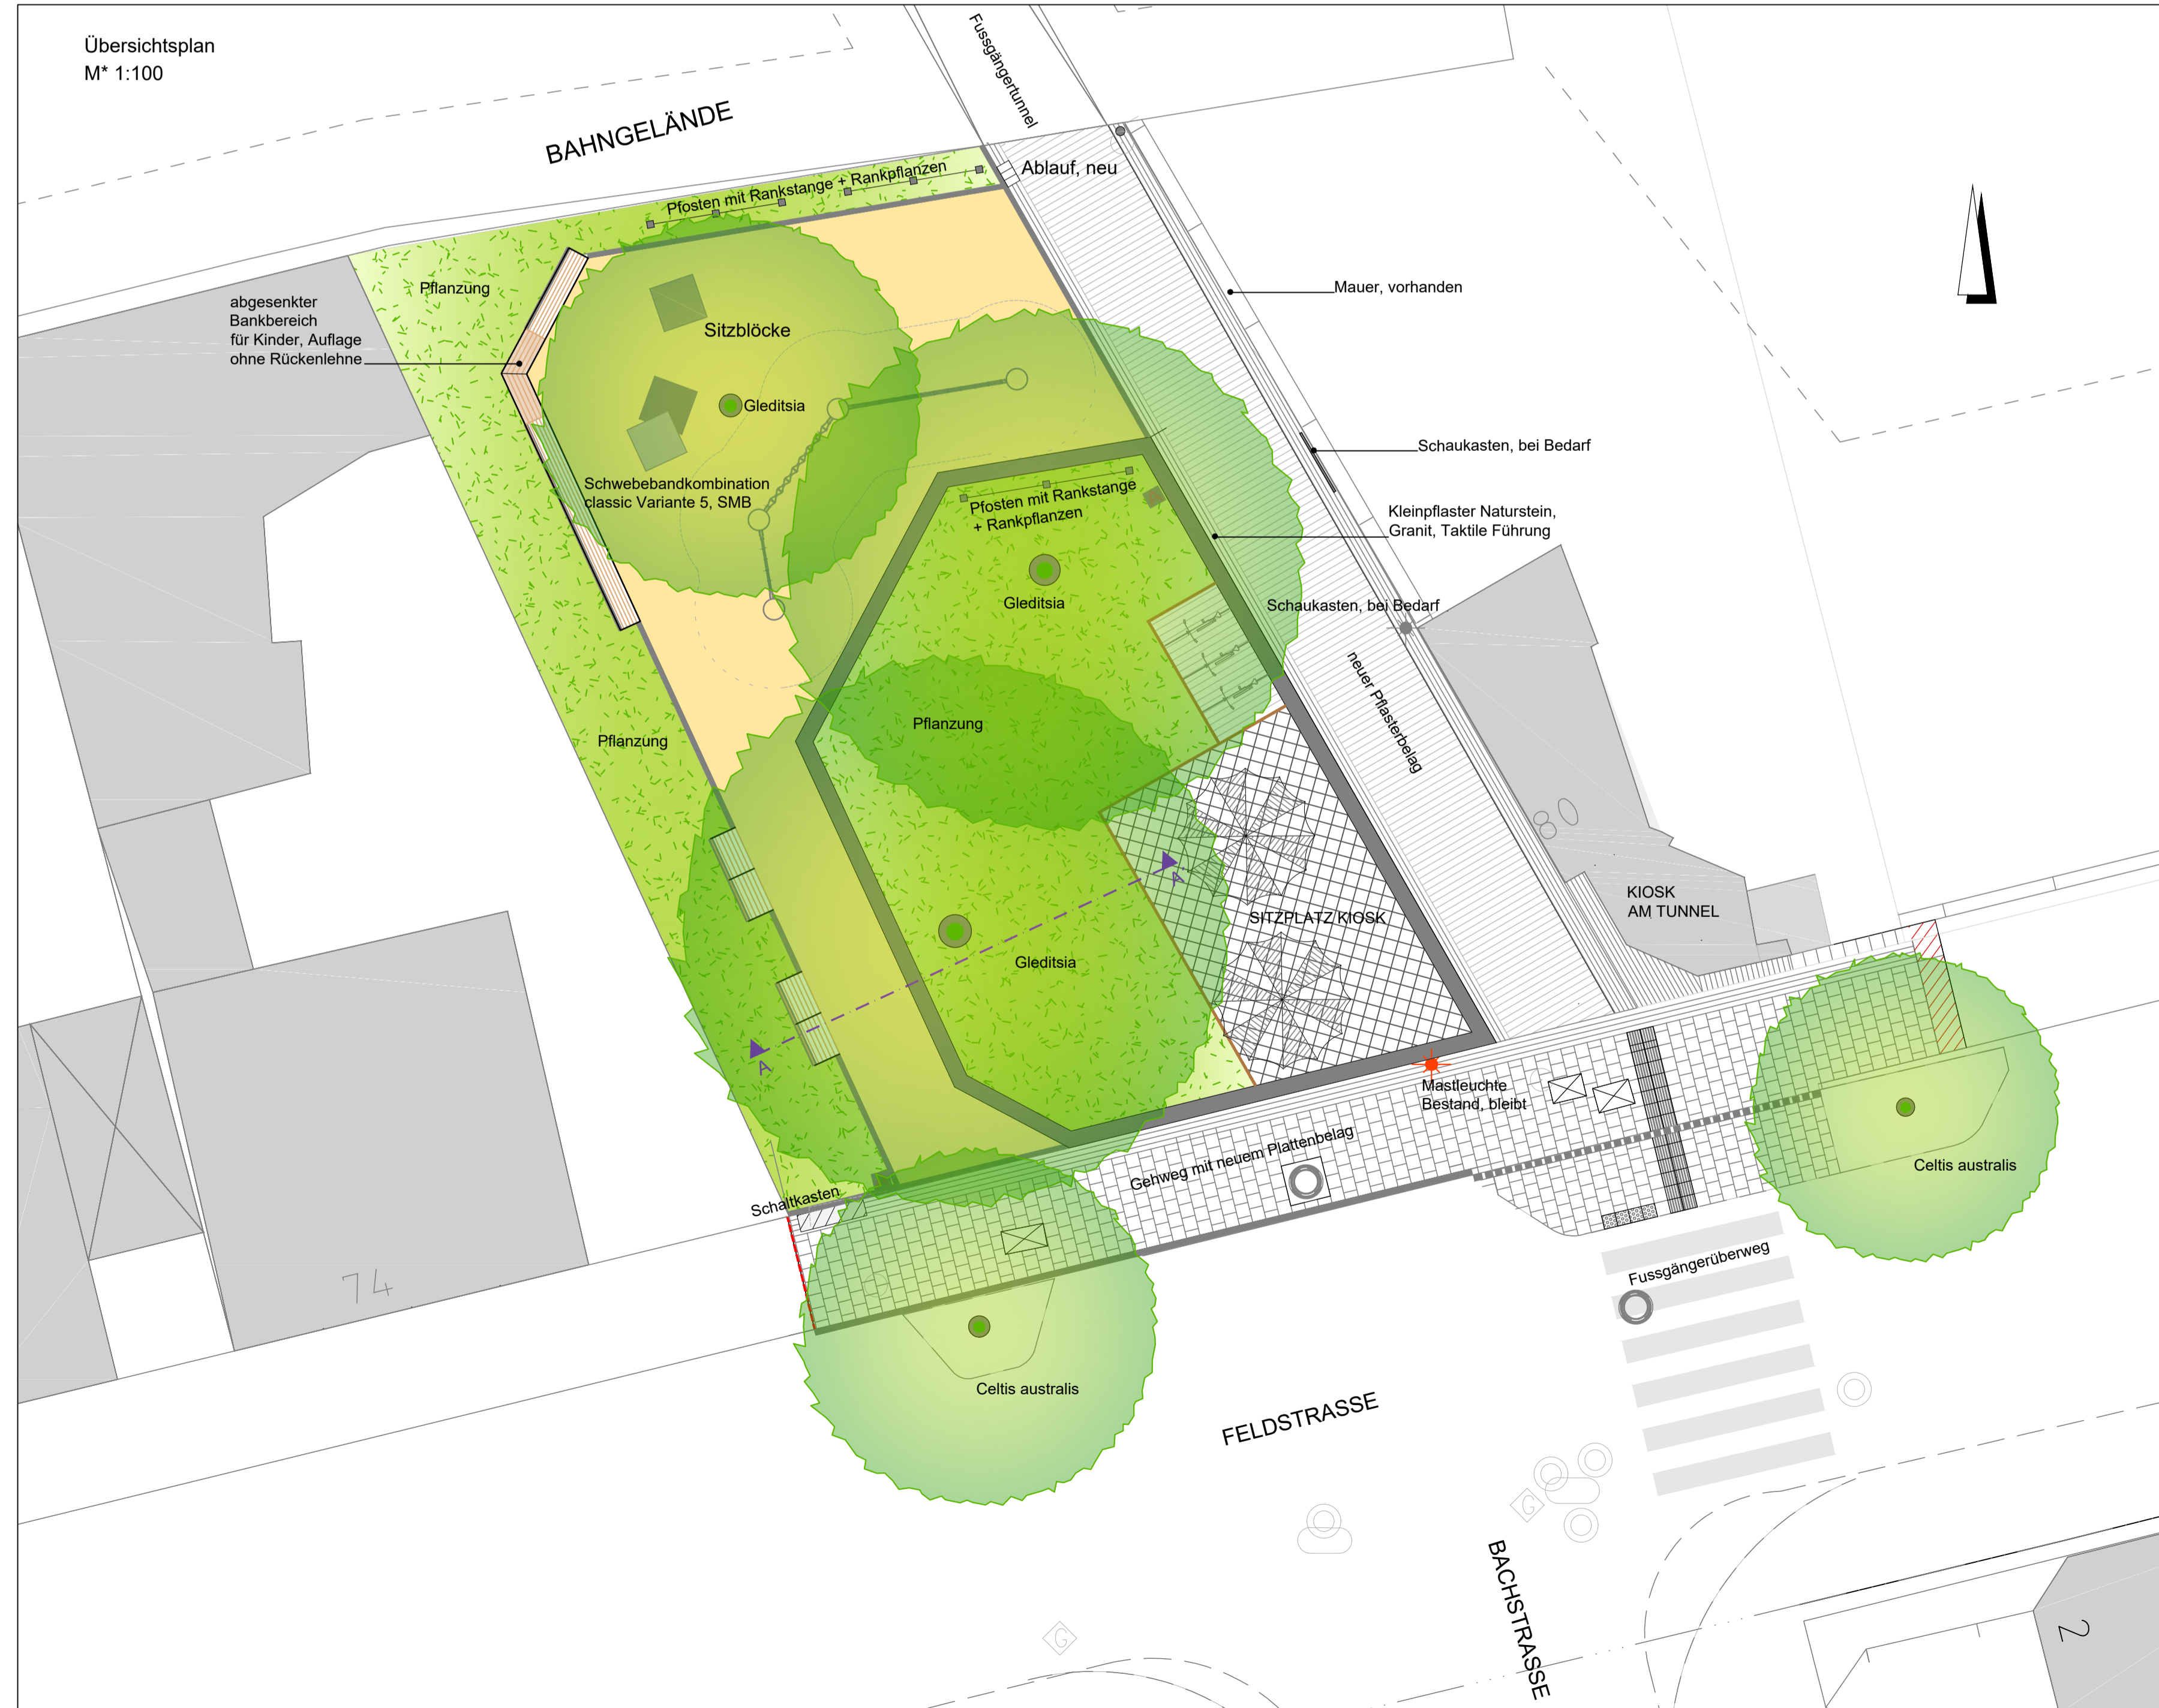 Übersichtsplan
M* 1:100
Fussgängertunnel
BAHNGELÄNDE
Pfosten mit Rankstange + Rankpflanzen
Ablauf, neu
Pflanzung
abgesenkter
Bankbereich
für Kinder, Auflage
ohne Rückenlehne
Sitzblöcke
Mauer, vorhanden
Gleditsia
Schaukasten, bei Bedarf
Schwebebandkombination
classic Variante 5, SMB
Pfosten mit Rankstange
+ Rankpflanzen
Kleinpflaster Naturstein,
Granit, Taktile Führung
Gleditsia
Schaukasten, bei Bedarf
neuer Pflasterbelag
Pflanzung
Pflanzung
80
A
KIOSK
AM TUNNEL
SITZPLATZ KIOSK
Gleditsia
A
Mastleuchte
Bestand, bleibt
Gehweg mit neuem Plattenbelag
Celtis australis
Schaltkasten
Fussgängerüberweg
74
Celtis australis
FELDSTRASSE
G
BACHSTRASSE
G
2